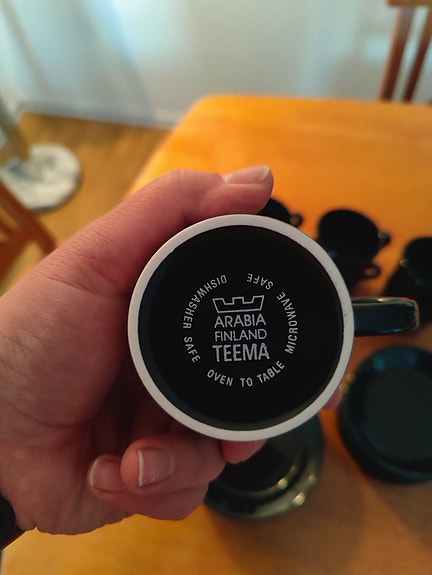 ARABIA
FINLAND
TEEMA
DISHWASHER SAFE
OVEN TO TABLE
MICROWAVE SAFE